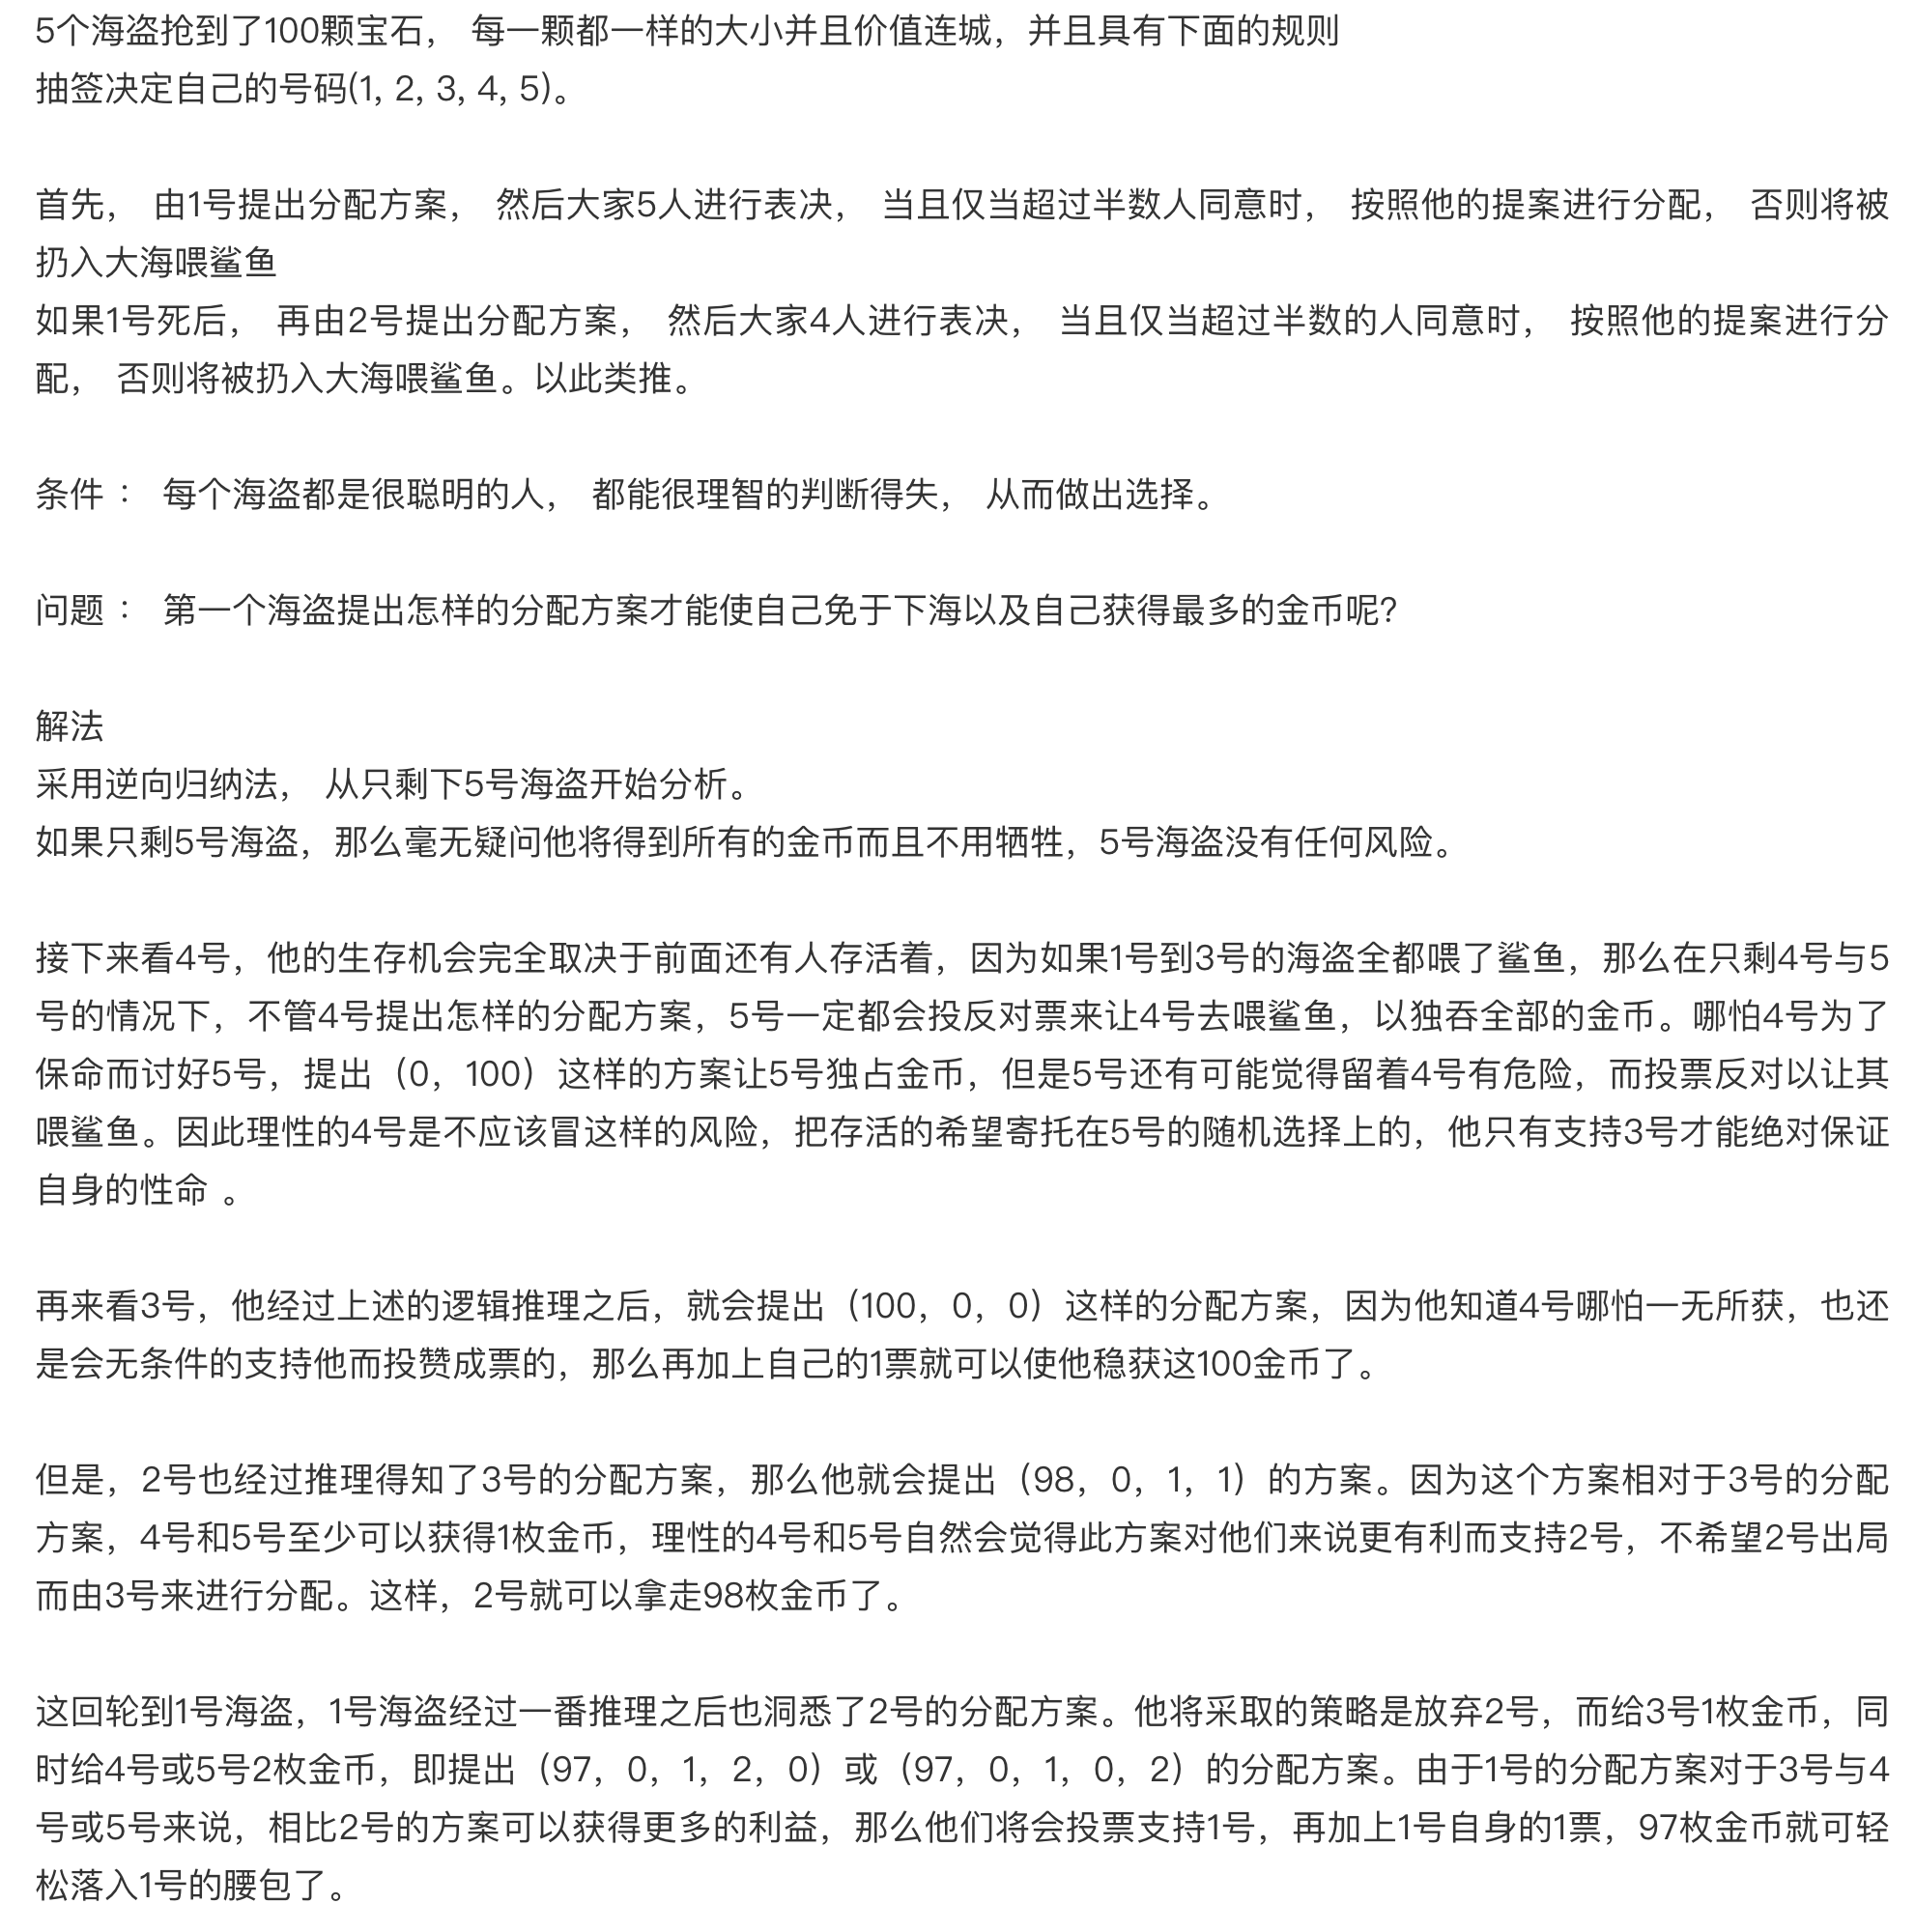 5个海盗抢到了100颗宝石， 每一颗都一样的大小并且价值连城，并且具有下面的规则
抽签决定自己的号码(1, 2, 3, 4, 5)。
首先， 由1号提出分配方案， 然后大家5人进行表决， 当且仅当超过半数人同意时， 按照他的提案进行分配， 否则将被
扔入大海喂鲨鱼
如果1号死后， 再由2号提出分配方案， 然后大家4人进行表决， 当且仅当超过半数的人同意时， 按照他的提案进行分
配， 否则将被扔入大海喂鲨鱼。以此类推。
条件： 每个海盗都是很聪明的人， 都能很理智的判断得失， 从而做出选择。
问题： 第一个海盗提出怎样的分配方案才能使自己免于下海以及自己获得最多的金币呢?
解法
采用逆向归纳法， 从只剩下5号海盗开始分析。
如果只剩5号海盗，那么毫无疑问他将得到所有的金币而且不用牺牲，5号海盗没有任何风险。
接下来看4号，他的生存机会完全取决于前面还有人存活着，因为如果1号到3号的海盗全都喂了鲨鱼，那么在只剩4号与5
号的情况下，不管4号提出怎样的分配方案，5号一定都会投反对票来让4号去喂鲨鱼，以独吞全部的金币。哪怕4号为了
保命而讨好5号，提出（0，100）这样的方案让5号独占金币，但是5号还有可能觉得留着4号有危险，而投票反对以让其
喂鲨鱼。因此理性的4号是不应该冒这样的风险，把存活的希望寄托在5号的随机选择上的，他只有支持3号才能绝对保证
自身的性命 。
再来看3号，他经过上述的逻辑推理之后，就会提出（100，0，0）这样的分配方案，因为他知道4号哪怕一无所获，也还
是会无条件的支持他而投赞成票的，那么再加上自己的1票就可以使他稳获这100金币了。
但是，2号也经过推理得知了3号的分配方案，那么他就会提出（98，0，1，1）的方案。因为这个方案相对于3号的分配
方案，4号和5号至少可以获得1枚金币，理性的4号和5号自然会觉得此方案对他们来说更有利而支持2号，不希望2号出局
而由3号来进行分配。这样，2号就可以拿走98枚金币了。
这回轮到1号海盗，1号海盗经过一番推理之后也洞悉了2号的分配方案。他将采取的策略是放弃2号，而给3号1枚金币，同
时给4号或5号2枚金币，即提出（97，0，1，2，0）或（97，0，1，0，2）的分配方案。由于1号的分配方案对于3号与4
号或5号来说，相比2号的方案可以获得更多的利益，那么他们将会投票支持1号，再加上1号自身的1票，97枚金币就可轻
松落入1号的腰包了。